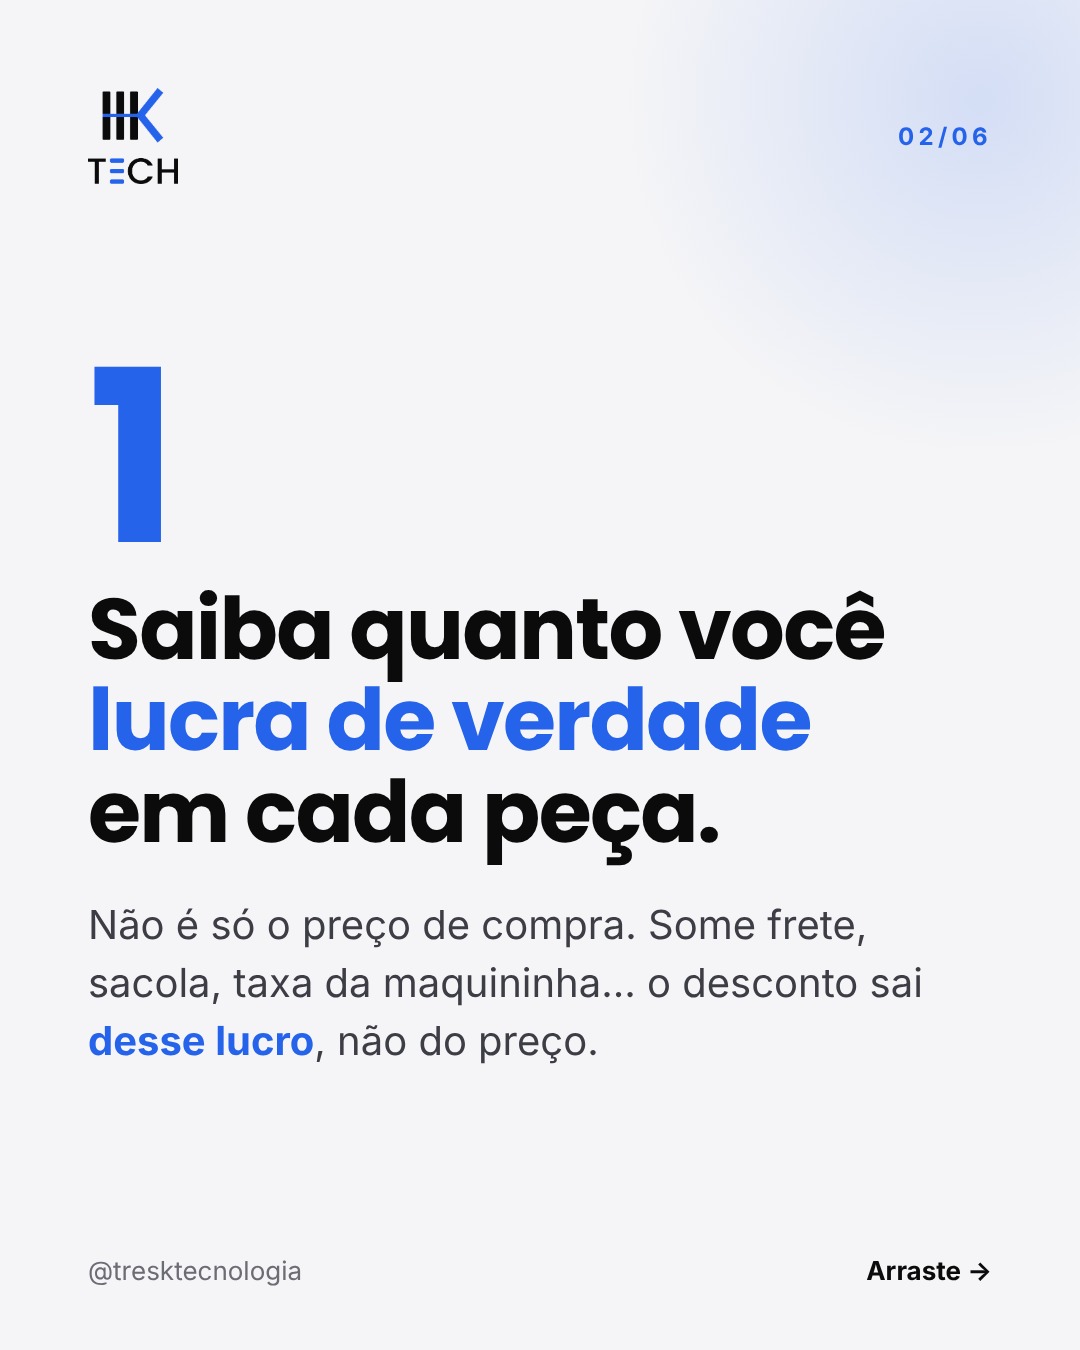 TECH
02/06
1
Saiba quanto você
lucra de verdade
em cada peça.
Não é só o preço de compra. Some frete,
sacola, taxa da maquininha... o desconto sai
desse lucro, não do preço.
@tresktecnologia
Arraste →